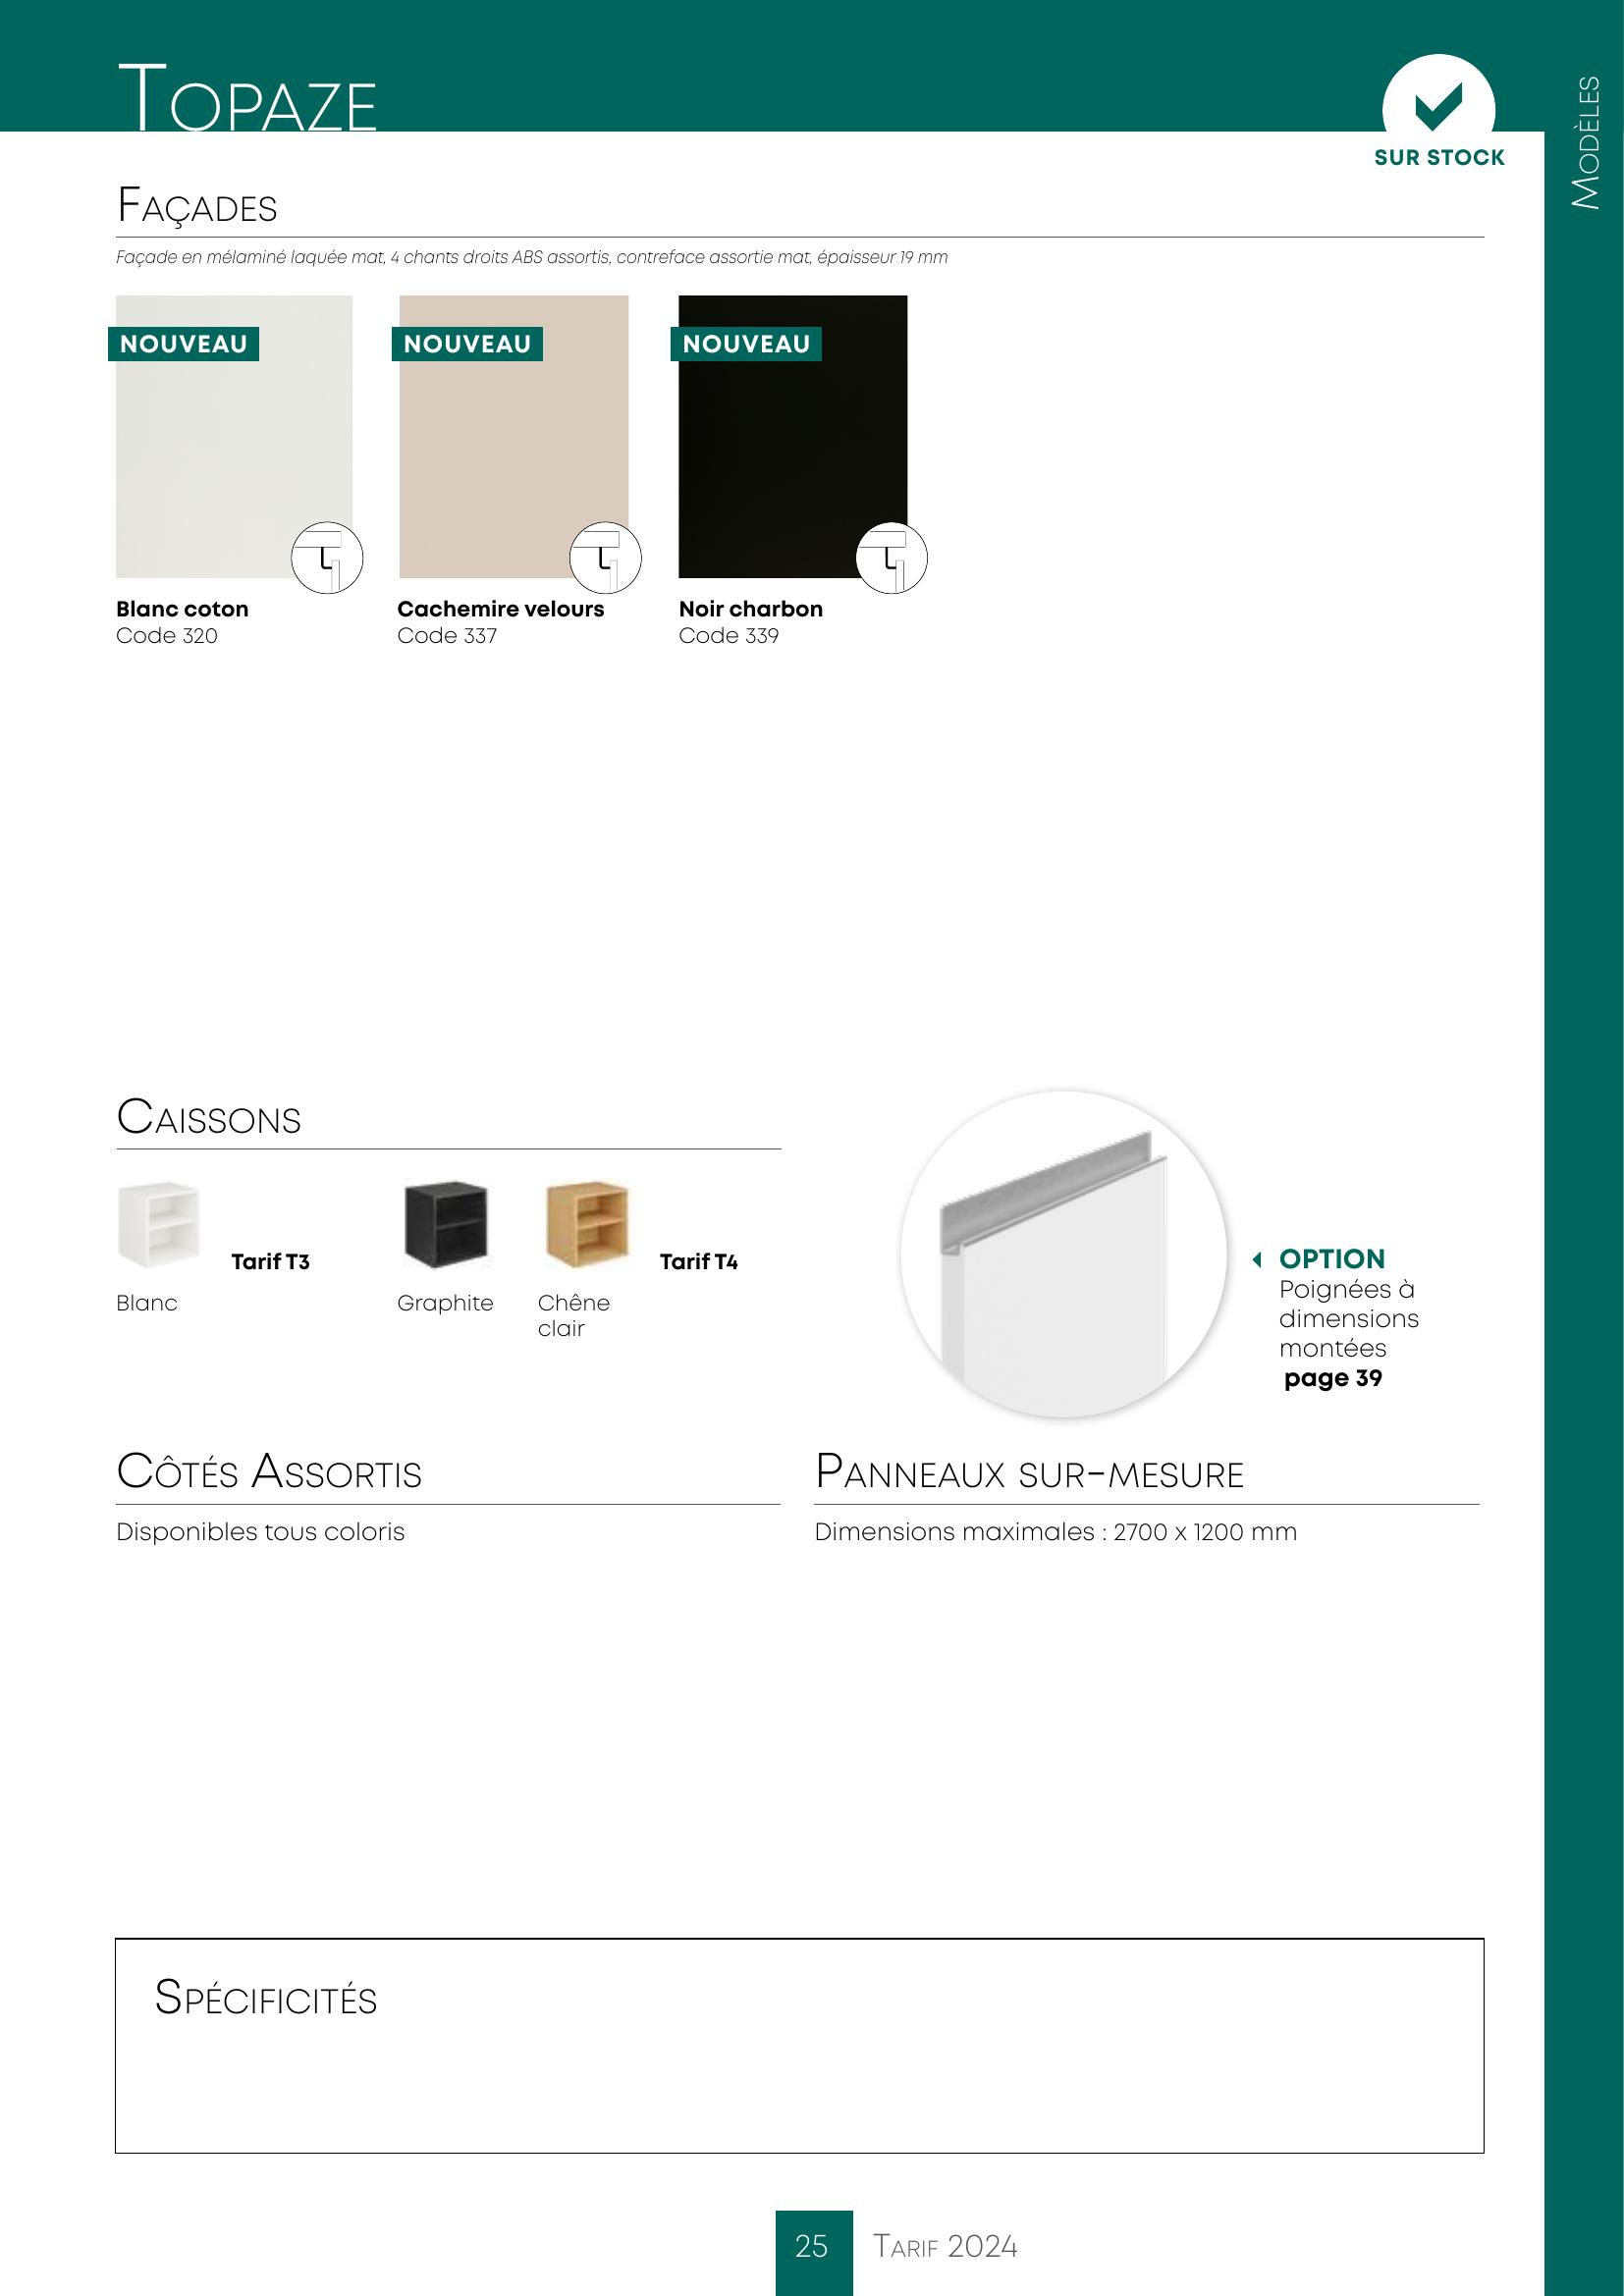 Topaze
SUR STOCK
Modèles
Façades
Façade en mélaminé laquée mat, 4 chants droits ABS assortis, contreface assortie mat, épaisseur 19 mm
NOUVEAU
NOUVEAU
NOUVEAU
Blanc coton
Code 320
Cachemire velours
Code 337
Noir charbon
Code 339
Caissons
Tarif T3
Tarif T4
Blanc
Graphite
Chêne
clair
OPTION
Poignées à
dimensions
montées
page 39
Côtés Assortis
Disponibles tous coloris
Panneaux sur-mesure
Dimensions maximales : 2700 x 1200 mm
Spécificités
25 Tarif 2024